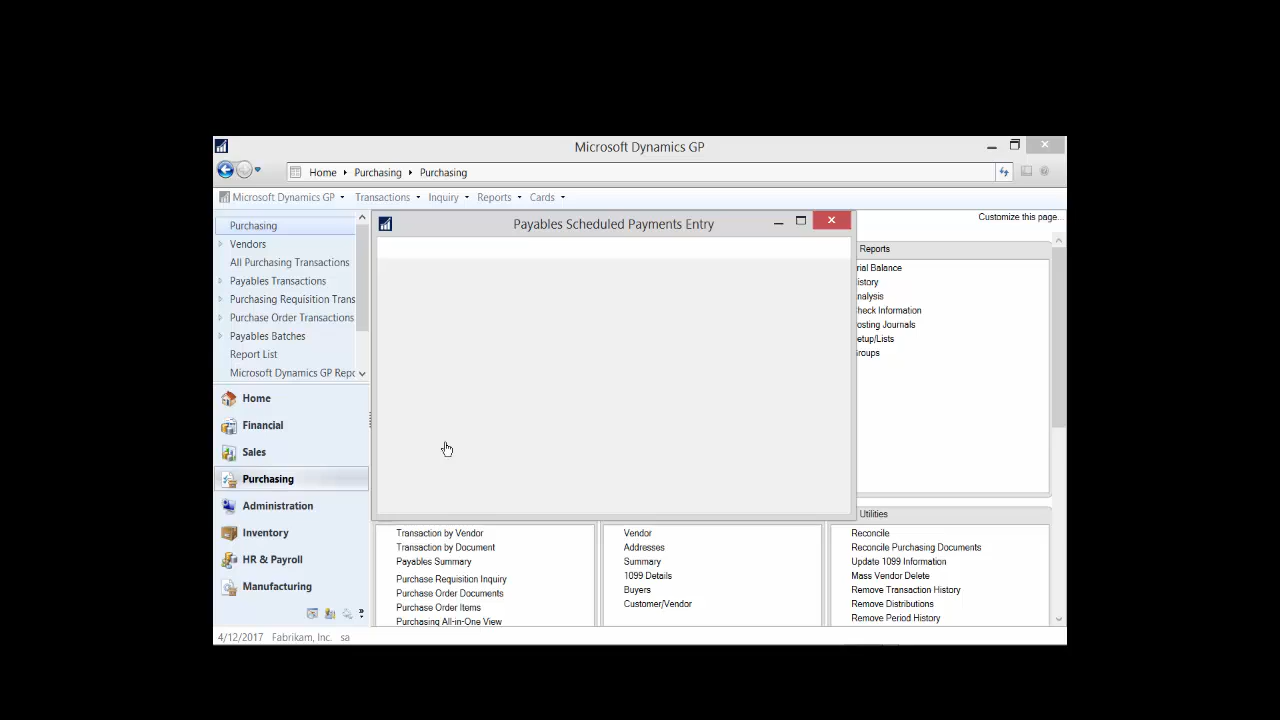 Microsoft Dynamics GP
Home Purchasing Purchasing
Microsoft Dynamics GP Transactions Inquiry Reports Cards
Customize this page...
Purchasing
Vendors
All Purchasing Transactions
Payables Transactions
Purchasing Requisition Trans
Purchase Order Transactions
Payables Batches
Report List
Microsoft Dynamics GP Repo
Home
Financial
Sales
Purchasing
Administration
Inventory
HR & Payroll
Manufacturing
Payables Scheduled Payments Entry
Reports
rial Balance
istory
nalysis
heck Information
osting Journals
etup/Lists
roups
Transaction by Vendor
Transaction by Document
Payables Summary
Purchase Requisition Inquiry
Purchase Order Documents
Purchase Order Items
Purchasing All-in-One View
Vendor
Addresses
Summary
1099 Details
Buyers
Customer/Vendor
Utilities
Reconcile
Reconcile Purchasing Documents
Update 1099 Information
Mass Vendor Delete
Remove Transaction History
Remove Distributions
Remove Period History
4/12/2017 Fabrikam, Inc. sa